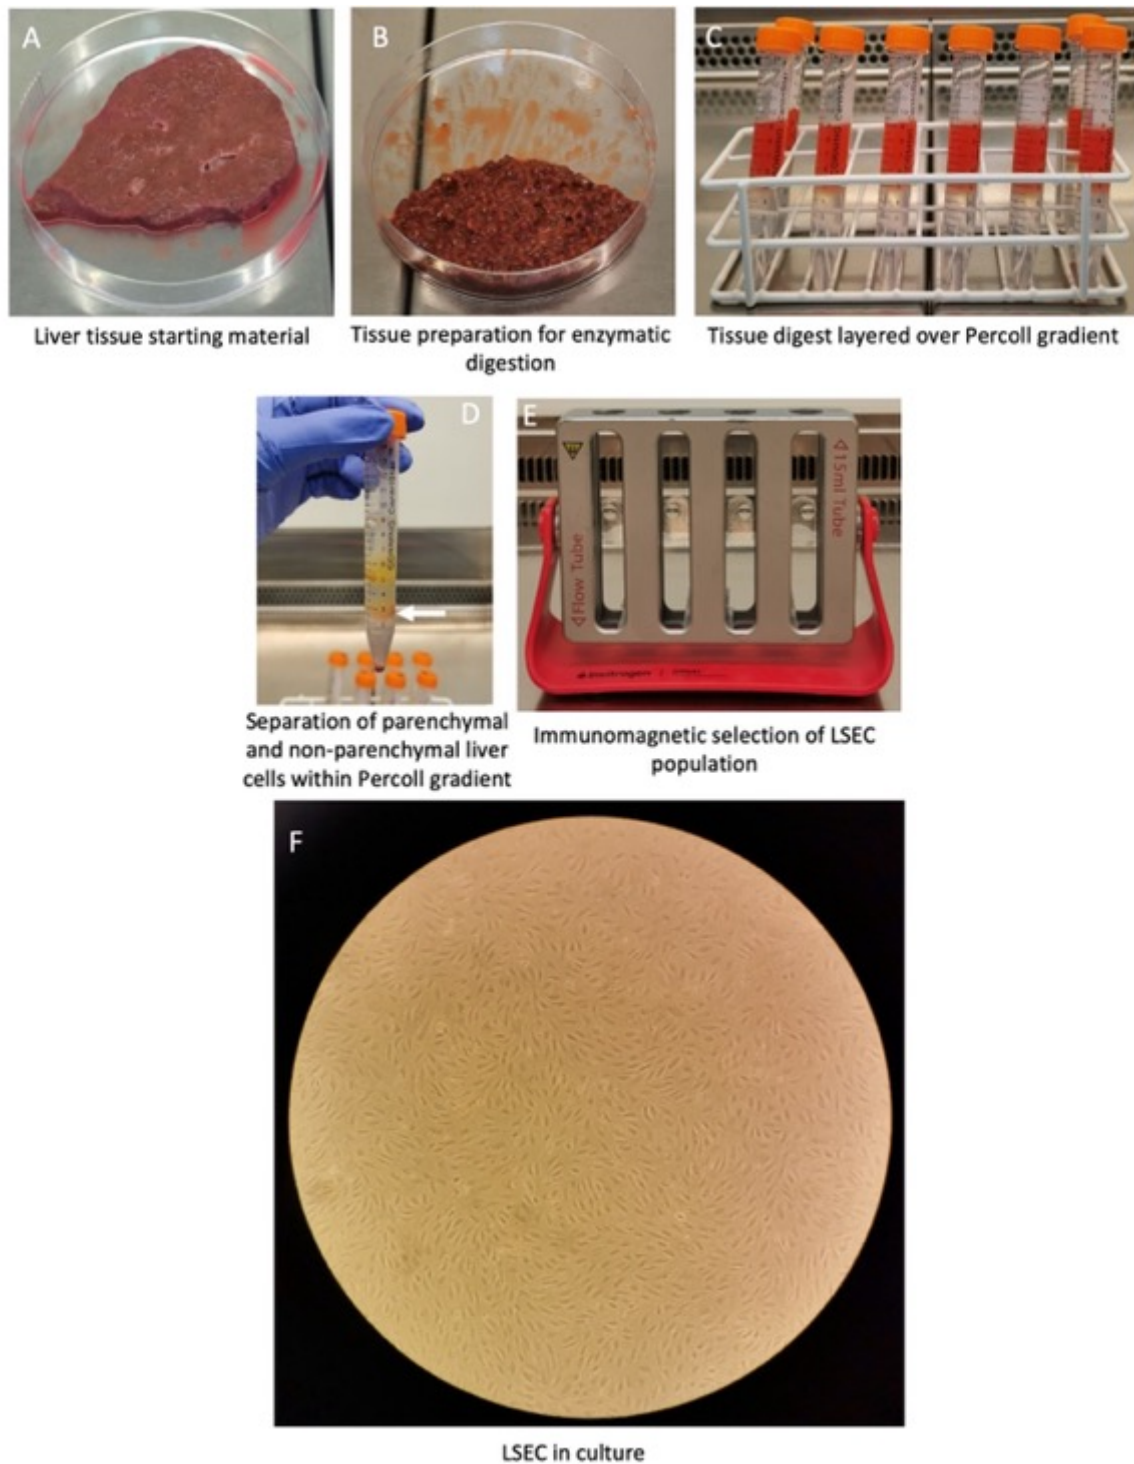 A
B
C
Liver tissue starting material
Tissue preparation for enzymatic
digestion
Tissue digest layered over Percoll gradient
D
E
15ml Tube
Flow Tube
invitrogen
Separation of parenchymal
and non-parenchymal liver
cells within Percoll gradient
Immunomagnetic selection of LSEC
population
F
LSEC in culture